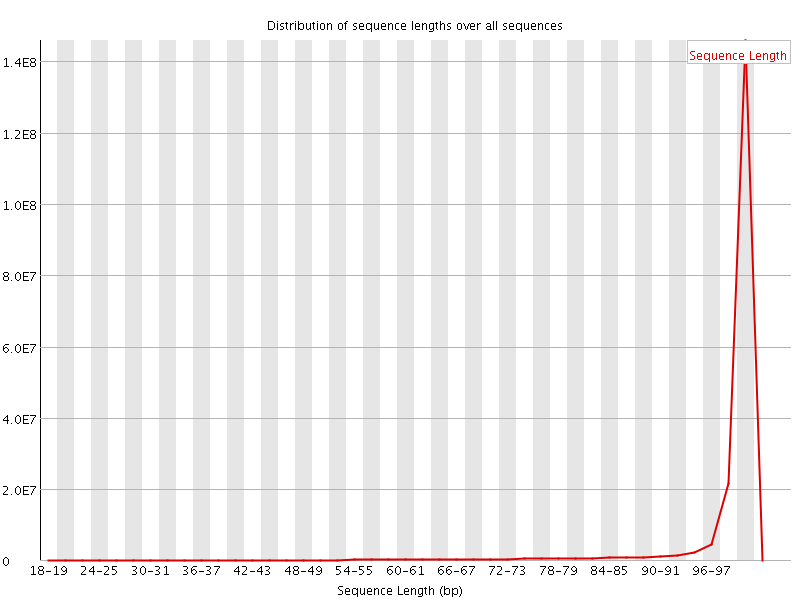 Distribution of sequence lengths over all sequences
Sequence Length
1.4E8
1.2E8
1.0E8
8.0E7
6.0E7
4.0E7
2.0E7
0
18-19 24-25 30-31 36-37 42-43 48-49 54-55 60-61 66-67 72-73 78-79 84-85 90-91 96-97
Sequence Length (bp)